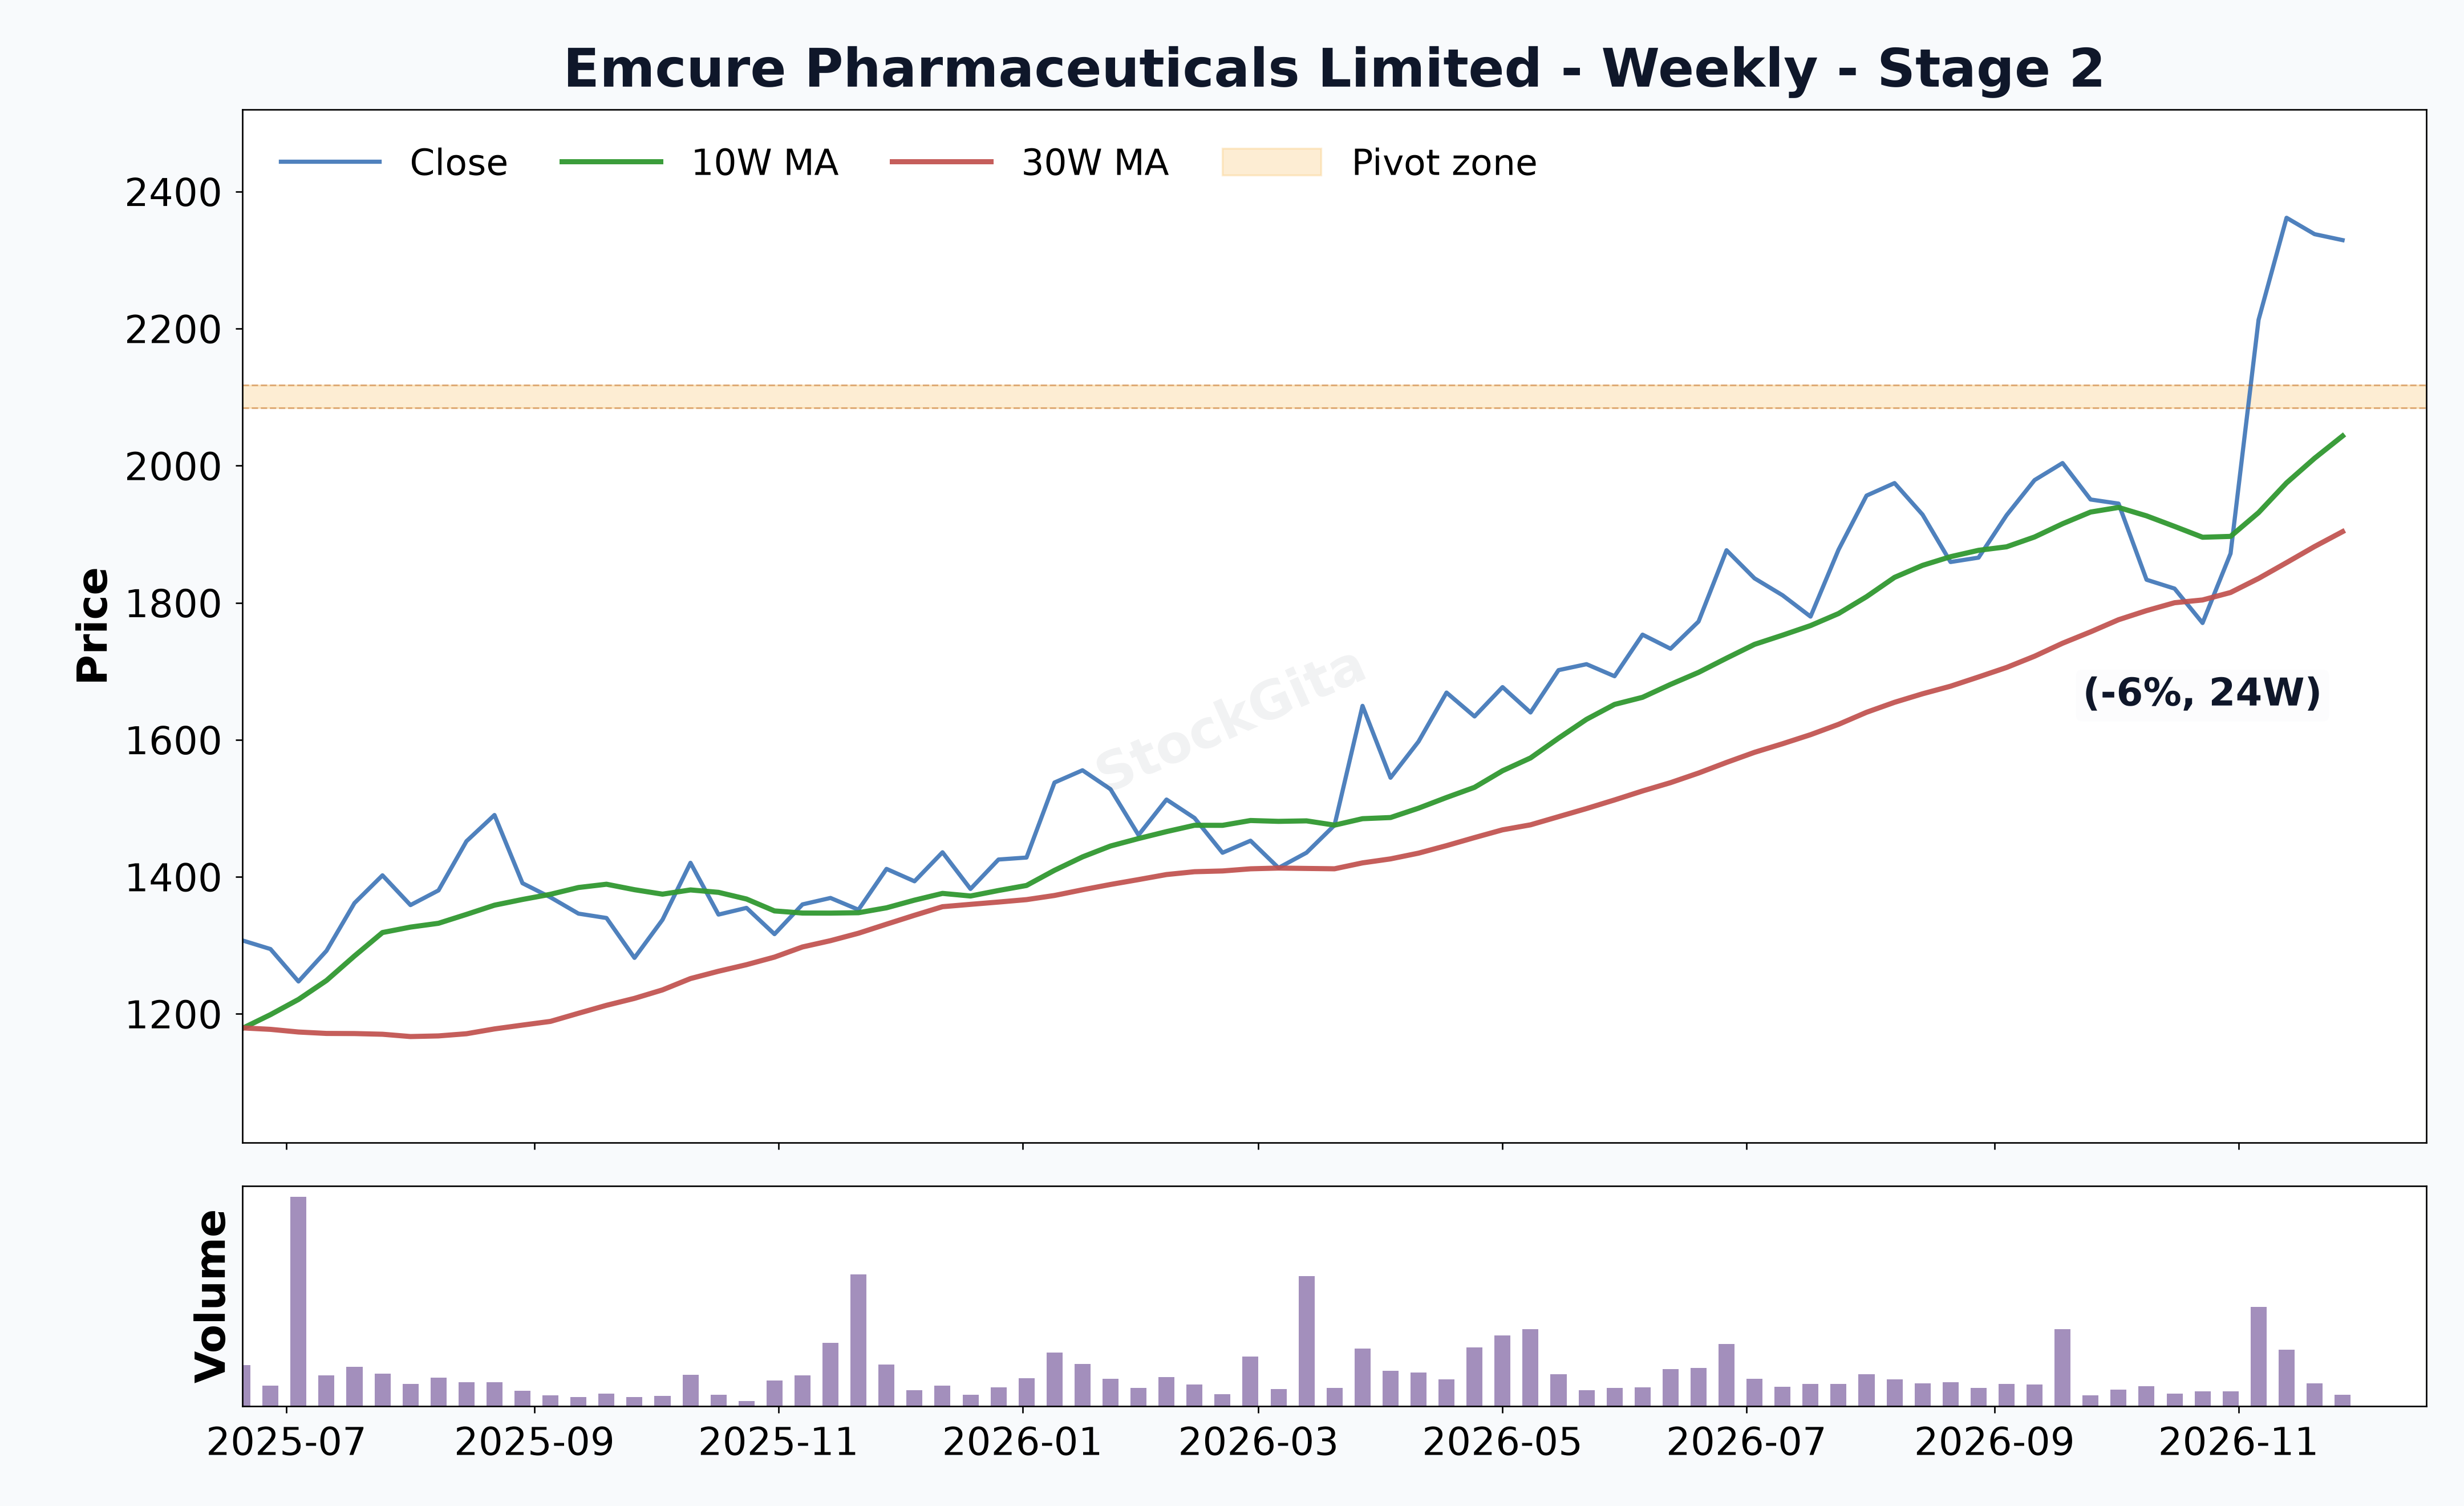 Emcure Pharmaceuticals Limited - Weekly - Stage 2
Close 10W MA 30W MA Pivot zone
2400
2200
2000
1800
1600
1400
1200
Price
StockGita
(-6%, 24W)
Volume
2025-07 2025-09 2025-11 2026-01 2026-03 2026-05 2026-07 2026-09 2026-11